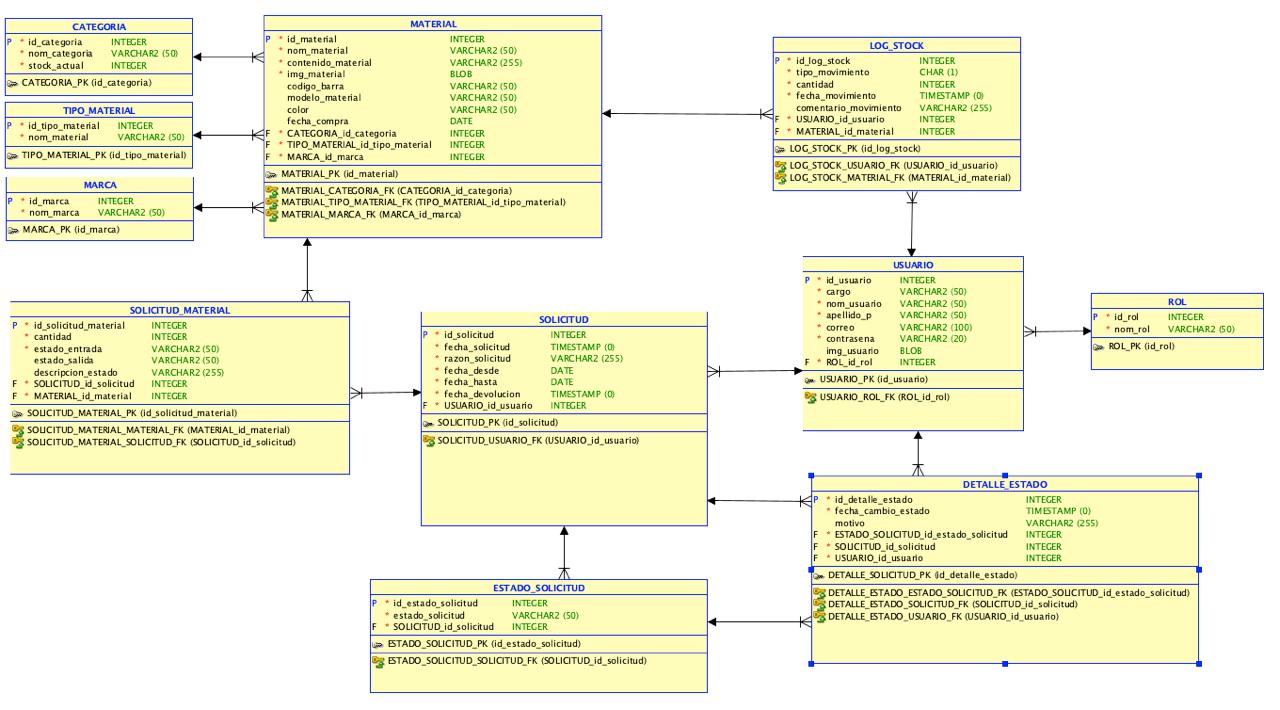 CATEGORIA
P * id_categoria INTEGER
* nom_categoria VARCHAR2 (50)
* stock_actual INTEGER
CATEGORIA_PK (id_categoria)
TIPO_MATERIAL
P * id_tipo_material INTEGER
* nom_material VARCHAR2 (50)
TIPO_MATERIAL_PK (id_tipo_material)
MARCA
P * id_marca INTEGER
* nom_marca VARCHAR2 (50)
MARCA_PK (id_marca)
MATERIAL
P * id_material INTEGER
* nom_material VARCHAR2 (50)
* contenido_material VARCHAR2 (255)
* img_material BLOB
codigo_barra VARCHAR2 (50)
modelo_material VARCHAR2 (50)
color VARCHAR2 (50)
fecha_compra DATE
F * CATEGORIA_id_categoria INTEGER
F * TIPO_MATERIAL_id_tipo_material INTEGER
F * MARCA_id_marca INTEGER
MATERIAL_PK (id_material)
MATERIAL_CATEGORIA_FK (CATEGORIA_id_categoria)
MATERIAL_TIPO_MATERIAL_FK (TIPO_MATERIAL_id_tipo_material)
MATERIAL_MARCA_FK (MARCA_id_marca)
LOG_STOCK
P * id_log_stock INTEGER
* tipo_movimiento CHAR (1)
* cantidad INTEGER
* fecha_movimiento TIMESTAMP (0)
comentario_movimiento VARCHAR2 (255)
F * USUARIO_id_usuario INTEGER
F * MATERIAL_id_material INTEGER
LOG_STOCK_PK (id_log_stock)
LOG_STOCK_USUARIO_FK (USUARIO_id_usuario)
LOG_STOCK_MATERIAL_FK (MATERIAL_id_material)
SOLICITUD_MATERIAL
P * id_solicitud_material INTEGER
* cantidad INTEGER
* estado_entrada VARCHAR2 (50)
estado_salida VARCHAR2 (50)
descripcion_estado VARCHAR2 (255)
F * SOLICITUD_id_solicitud INTEGER
F * MATERIAL_id_material INTEGER
SOLICITUD_MATERIAL_PK (id_solicitud_material)
SOLICITUD_MATERIAL_MATERIAL_FK (MATERIAL_id_material)
SOLICITUD_MATERIAL_SOLICITUD_FK (SOLICITUD_id_solicitud)
SOLICITUD
P * id_solicitud INTEGER
* fecha_solicitud TIMESTAMP (0)
* razon_solicitud VARCHAR2 (255)
* fecha_desde DATE
* fecha_hasta DATE
* fecha_devolucion TIMESTAMP (0)
F * USUARIO_id_usuario INTEGER
SOLICITUD_PK (id_solicitud)
SOLICITUD_USUARIO_FK (USUARIO_id_usuario)
USUARIO
P * id_usuario INTEGER
* cargo VARCHAR2 (50)
* nom_usuario VARCHAR2 (50)
* apellido_p VARCHAR2 (50)
* correo VARCHAR2 (100)
* contrasena VARCHAR2 (20)
img_usuario BLOB
F * ROL_id_rol INTEGER
USUARIO_PK (id_usuario)
USUARIO_ROL_FK (ROL_id_rol)
ROL
P * id_rol INTEGER
* nom_rol VARCHAR2 (50)
ROL_PK (id_rol)
ESTADO_SOLICITUD
P * id_estado_solicitud INTEGER
* estado_solicitud VARCHAR2 (50)
F * SOLICITUD_id_solicitud INTEGER
ESTADO_SOLICITUD_PK (id_estado_solicitud)
ESTADO_SOLICITUD_SOLICITUD_FK (SOLICITUD_id_solicitud)
DETALLE_ESTADO
P * id_detalle_estado INTEGER
* fecha_cambio_estado TIMESTAMP (0)
motivo VARCHAR2 (255)
F * ESTADO_SOLICITUD_id_estado_solicitud INTEGER
F * SOLICITUD_id_solicitud INTEGER
F * USUARIO_id_usuario INTEGER
DETALLE_SOLICITUD_PK (id_detalle_estado)
DETALLE_ESTADO_ESTADO_SOLICITUD_FK (ESTADO_SOLICITUD_id_estado_solicitud)
DETALLE_ESTADO_SOLICITUD_FK (SOLICITUD_id_solicitud)
DETALLE_ESTADO_USUARIO_FK (USUARIO_id_usuario)